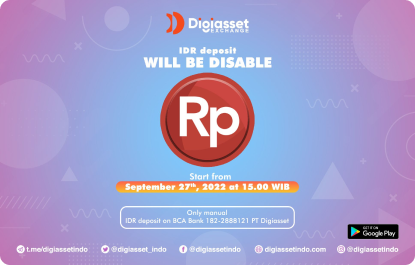 Digiasset
EXCHANGE
IDR deposit
WILL BE DISABLE
Rp
Start from
September 27th, 2022 at 15.00 WIB
Only manual
IDR deposit on BCA Bank 182-2888121 PT Digiasset
GET IT ON
Google Play
t.me/digiassetindo
@digiasset_indo
@digiassetindo
digiassetindo.com
@digiassetindo